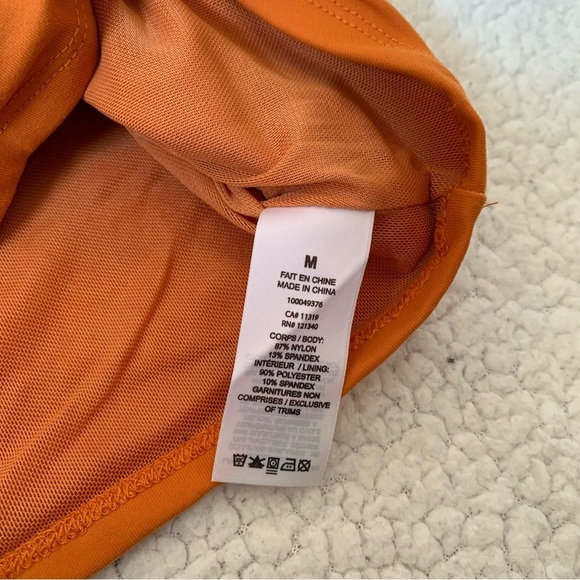 M
FAIT EN CHINE
MADE IN CHINA
100049376
CA# 11319
RN# 121340
CORPS / BODY:
87% NYLON
13% SPANDEX
INTÉRIEUR / LINING:
90% POLYESTER
10% SPANDEX
GARNITURES NON
COMPRISES / EXCLUSIVE
OF TRIMS